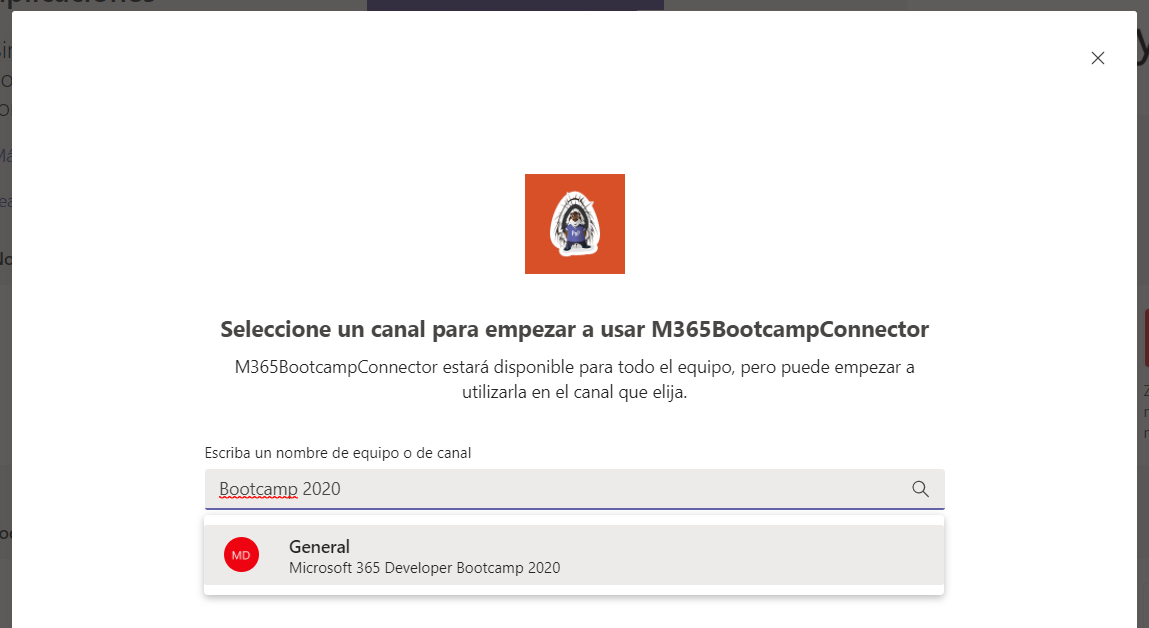 Seleccione un canal para empezar a usar M365BootcampConnector
M365BootcampConnector estará disponible para todo el equipo, pero puede empezar a
utilizarla en el canal que elija.
Escriba un nombre de equipo o de canal
Bootcamp 2020
MD
General
Microsoft 365 Developer Bootcamp 2020